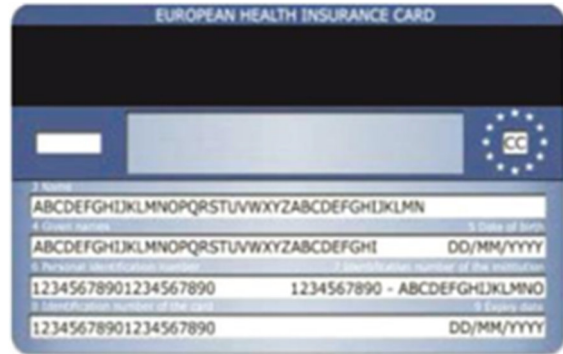 EUROPEAN HEALTH INSURANCE CARD
CC
3 Name
ABCDEFGHIJKLMNOPQRSTUVWXYZABCDEFGHIJKLMN
4 Given names 5 Date of birth
ABCDEFGHIJKLMNOPQRSTUVWXYZABCDEFGHI DD/MM/YYYY
6 Personal identification number 7 Identification number of the institution
12345678901234567890 1234567890 - ABCDEFGHIJKLMNO
8 Identification number of the card 9 Expiry date
12345678901234567890 DD/MM/YYYY